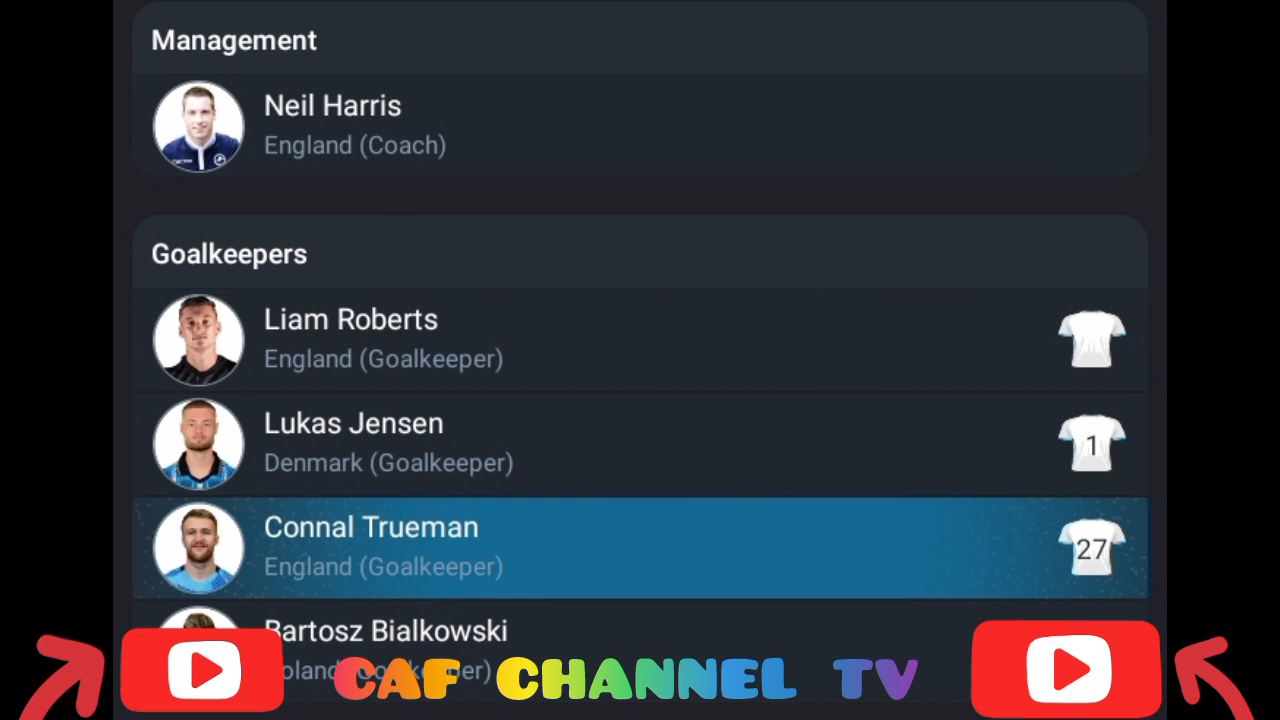 Management
Neil Harris
England (Coach)
Goalkeepers
Liam Roberts
England (Goalkeeper)
Lukas Jensen
Denmark (Goalkeeper)
1
Connal Trueman
England (Goalkeeper)
27
Bartosz Bialkowski
CAF CHANNEL TV